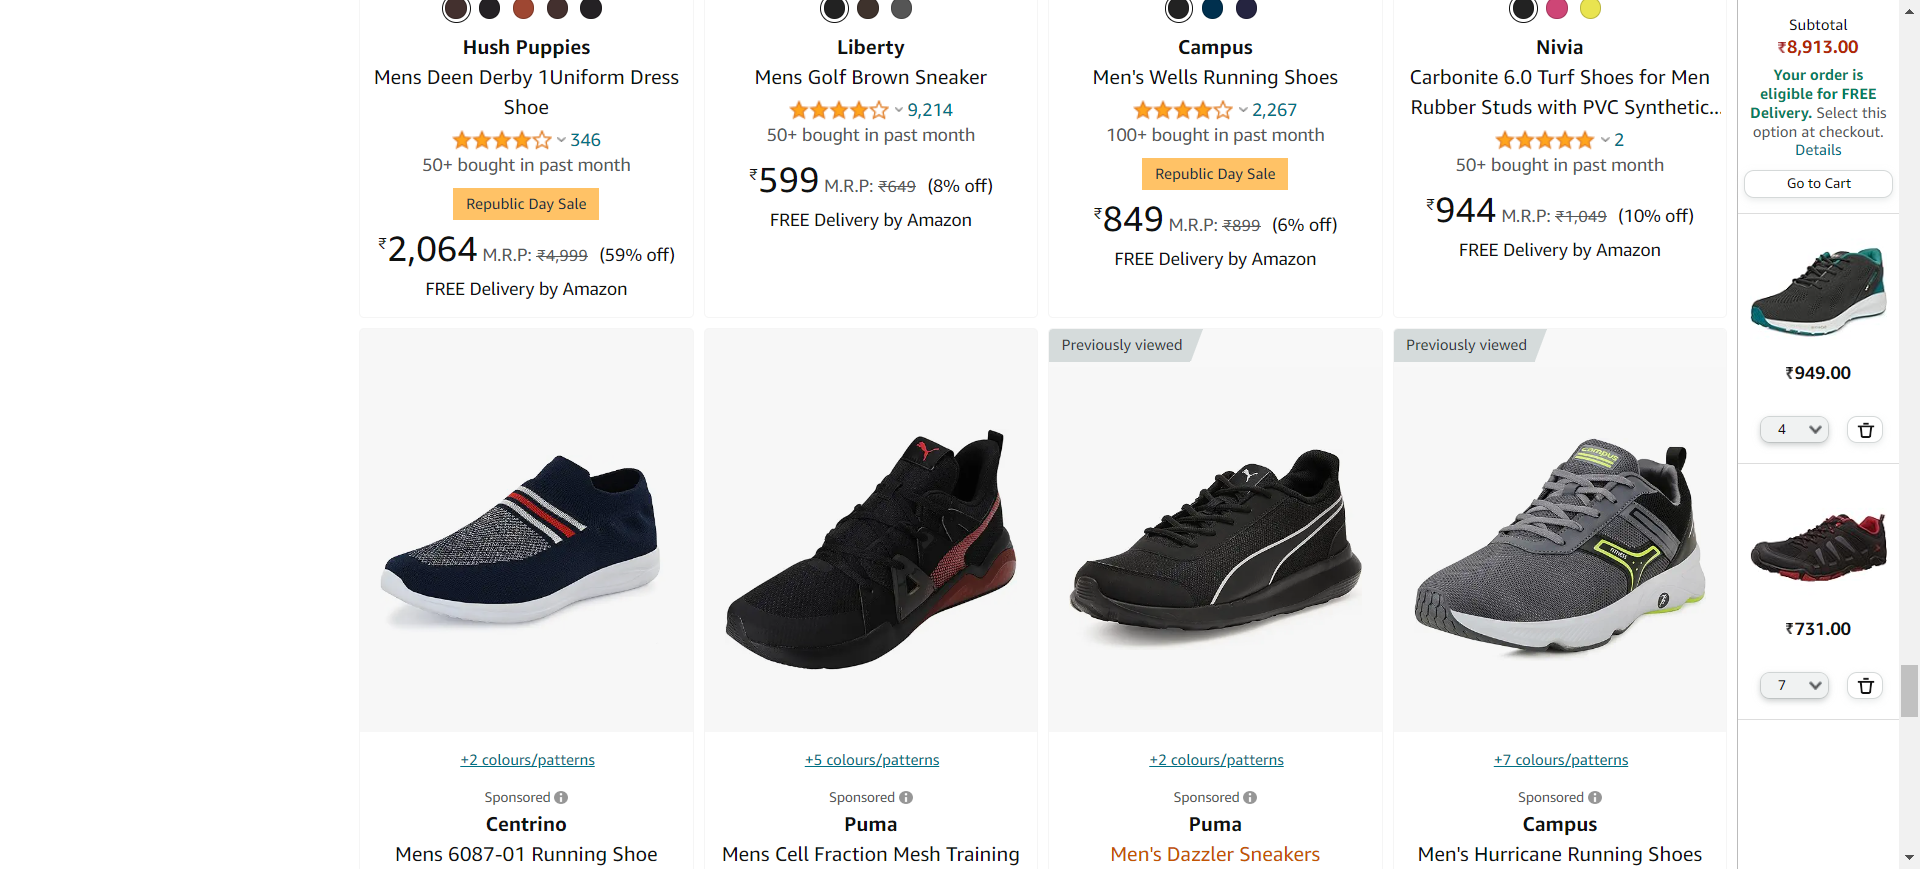 Hush Puppies
Mens Deen Derby 1Uniform Dress
Shoe
346
50+ bought in past month
Republic Day Sale
₹2,064 M.R.P: ₹4,999 (59% off)
FREE Delivery by Amazon
Liberty
Mens Golf Brown Sneaker
9,214
50+ bought in past month
₹599 M.R.P: ₹649 (8% off)
FREE Delivery by Amazon
Campus
Men's Wells Running Shoes
2,267
100+ bought in past month
Republic Day Sale
₹849 M.R.P: ₹899 (6% off)
FREE Delivery by Amazon
Nivia
Carbonite 6.0 Turf Shoes for Men
Rubber Studs with PVC Synthetic...
2
50+ bought in past month
₹944 M.R.P: ₹1,049 (10% off)
FREE Delivery by Amazon
+2 colours/patterns
Sponsored
Centrino
Mens 6087-01 Running Shoe
+5 colours/patterns
Sponsored
Puma
Mens Cell Fraction Mesh Training
Previously viewed
+2 colours/patterns
Sponsored
Puma
Men's Dazzler Sneakers
Previously viewed
campus
FITNESS
+7 colours/patterns
Sponsored
Campus
Men's Hurricane Running Shoes
Subtotal
₹8,913.00
Your order is
eligible for FREE
Delivery. Select this
option at checkout.
Details
Go to Cart
₹949.00
4
₹731.00
7